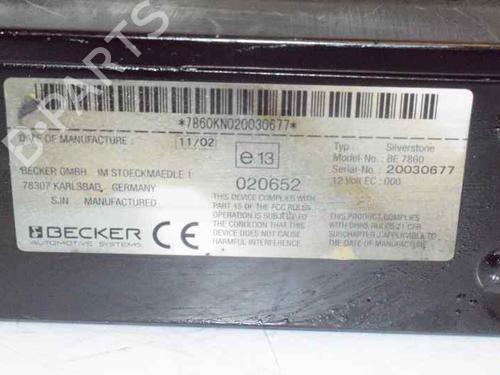 *7860KN020030677*
DATE OF MANUFACTURE : 11/02
e13
020652
Typ : Silverstone
Model-No.: BE 7860
Serial-No.: 20030677
12 Volt EC : 000
BECKER GMBH IM STOECKMAEDLE 1
78307 KARLSBAD, GERMANY
SJN MANUFACTURED
BECKER
AUTOMOTIVE SYSTEMS
CE
THIS DEVICE COMPLIES WITH
PART 15 OF THE FCC RULES
OPERATION IS SUBJECT TO
THE CONDITION THAT THIS
DEVICE DOES NOT CAUSE
HARMFUL INTERFERENCE
THIS PRODUCT COMPLIES
WITH DHHS RULES 21 CFR
SUBCHAPTER J APPLICABLE AT
THE DATE OF MANUFACTURE
B-PARTS